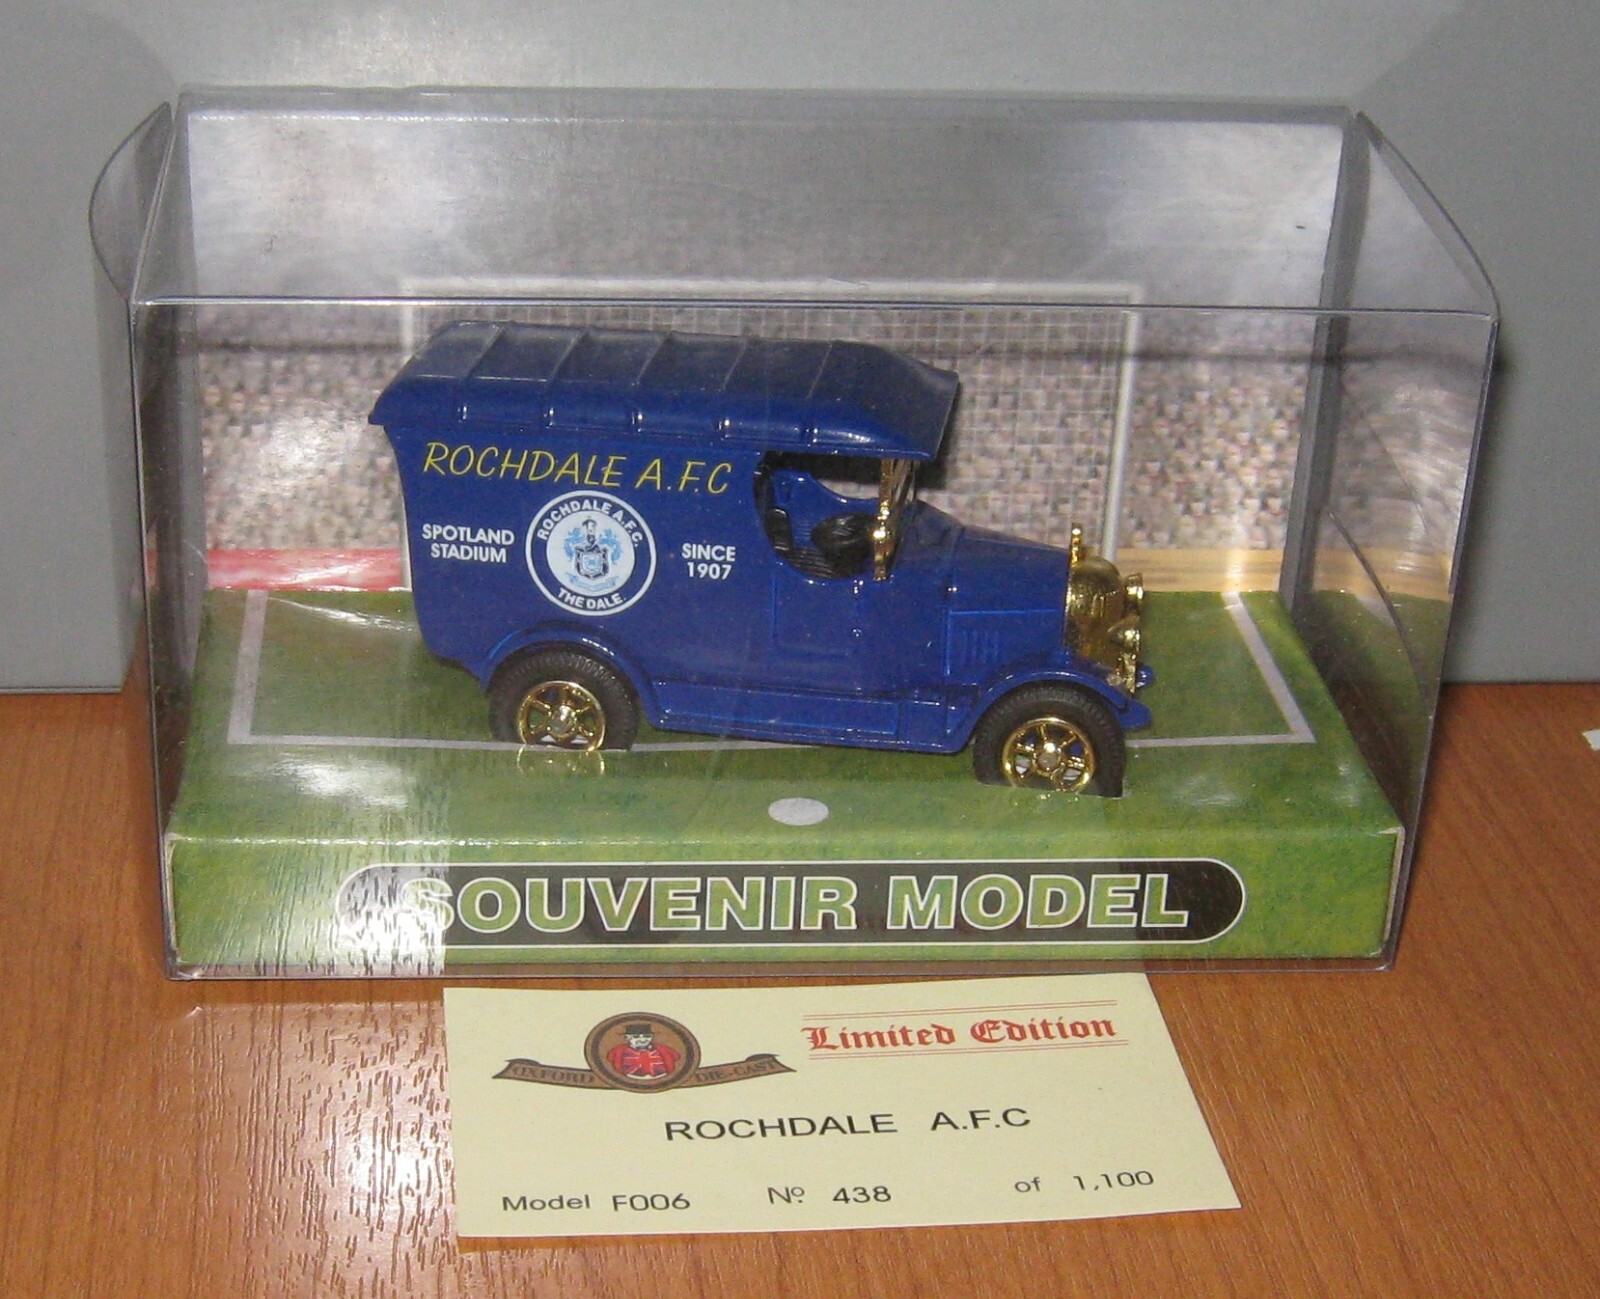 ROCHDALE A.F.C
SPOTLAND
STADIUM
ROCHDALE A.F.C.
THE DALE.
SINCE
1907
SOUVENIR MODEL
OXFORD DIE-CAST
Limited Edition
ROCHDALE A.F.C
Model F006 Nº 438 of 1,100